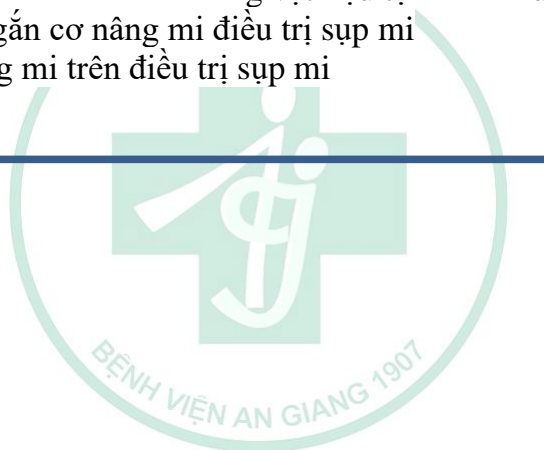 gắn cơ nâng mi điều trị sụp mi
g mi trên điều trị sụp mi
BỆNH VIỆN AN GIANG 1907